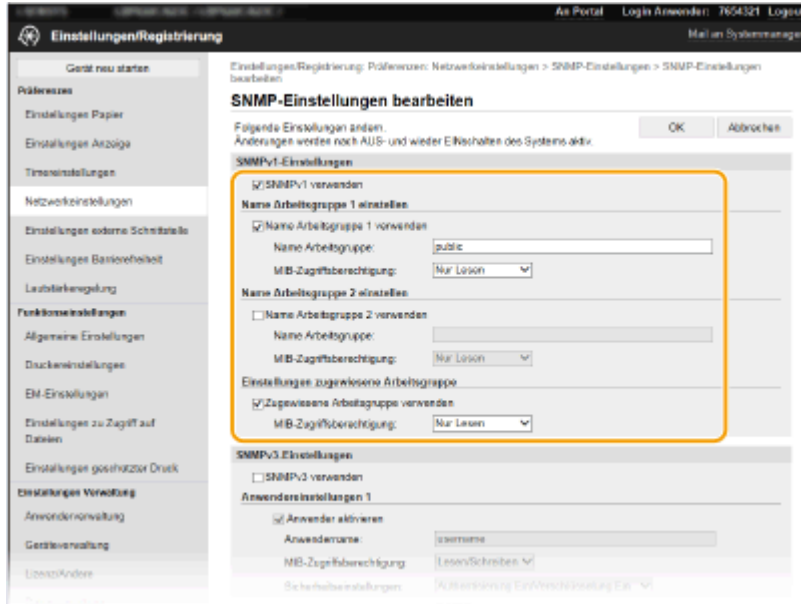 An Portal Login Anwender: 7654321 Logout
Einstellungen/Registrierung
Mail an Systemmanager
Gerät neu starten
Präferenzen
Einstellungen Papier
Einstellungen Anzeige
Timereinstellungen
Netzwerkeinstellungen
Einstellungen externe Schnittstelle
Einstellungen Barrierefreiheit
Lautstärkeregelung
Funktionseinstellungen
Allgemeine Einstellungen
Druckereinstellungen
EM-Einstellungen
Einstellungen zu Zugriff auf
Dateien
Einstellungen geschützter Druck
Einstellungen Verwaltung
Anwenderverwaltung
Geräteverwaltung
Lizenz/Andere
Einstellungen/Registrierung: Präferenzen: Netzwerkeinstellungen > SNMP-Einstellungen > SNMP-Einstellungen
bearbeiten
SNMP-Einstellungen bearbeiten
Folgende Einstellungen ändern.
Änderungen werden nach AUS- und wieder EINschalten des Systems aktiv.
OK Abbrechen
SNMPv1-Einstellungen
SNMPv1 verwenden
Name Arbeitsgruppe 1 einstellen
Name Arbeitsgruppe 1 verwenden
Name Arbeitsgruppe: public
MIB-Zugriffsberechtigung: Nur Lesen
Name Arbeitsgruppe 2 einstellen
Name Arbeitsgruppe 2 verwenden
Name Arbeitsgruppe:
MIB-Zugriffsberechtigung: Nur Lesen
Einstellungen zugewiesene Arbeitsgruppe
Zugewiesene Arbeitsgruppe verwenden
MIB-Zugriffsberechtigung: Nur Lesen
SNMPv3-Einstellungen
SNMPv3 verwenden
Anwendereinstellungen 1
Anwender aktivieren
Anwendername: username
MIB-Zugriffsberechtigung: Lesen/Schreiben
Sicherheitseinstellungen: Authentisierung Ein/Verschlüsselung Ein